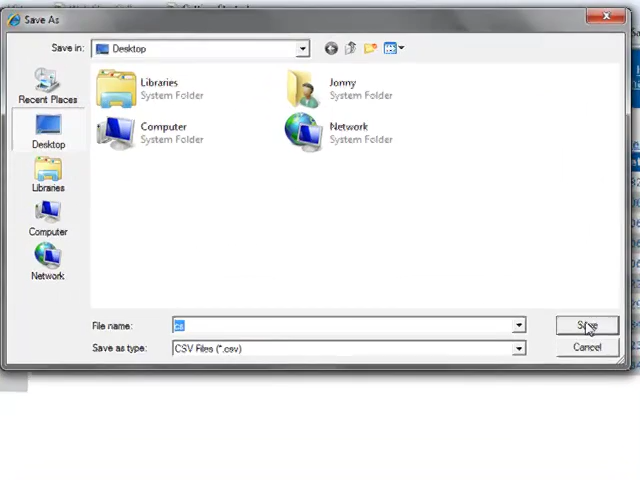 Save As
Save in:
Desktop
Recent Places
Desktop
Libraries
Computer
Network
Libraries
System Folder
Jonny
System Folder
Computer
System Folder
Network
System Folder
File name:
Save
Save as type:
CSV Files (*.csv)
Cancel